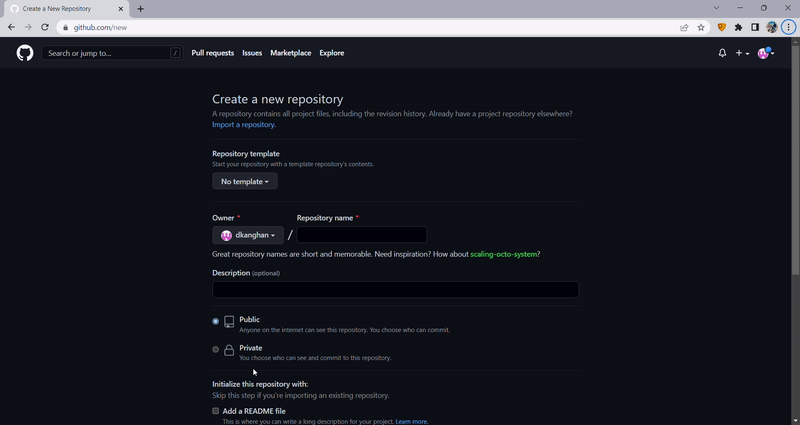 Create a New Repository
github.com/new
Search or jump to...
/
Pull requests
Issues
Marketplace
Explore
Create a new repository
A repository contains all project files, including the revision history. Already have a project repository elsewhere?
Import a repository.
Repository template
Start your repository with a template repository's contents.
No template
Owner *
Repository name *
dkanghan
/
Great repository names are short and memorable. Need inspiration? How about scaling-octo-system?
Description (optional)
Public
Anyone on the internet can see this repository. You choose who can commit.
Private
You choose who can see and commit to this repository.
Initialize this repository with:
Skip this step if you're importing an existing repository.
Add a README file
This is where you can write a long description for your project. Learn more.